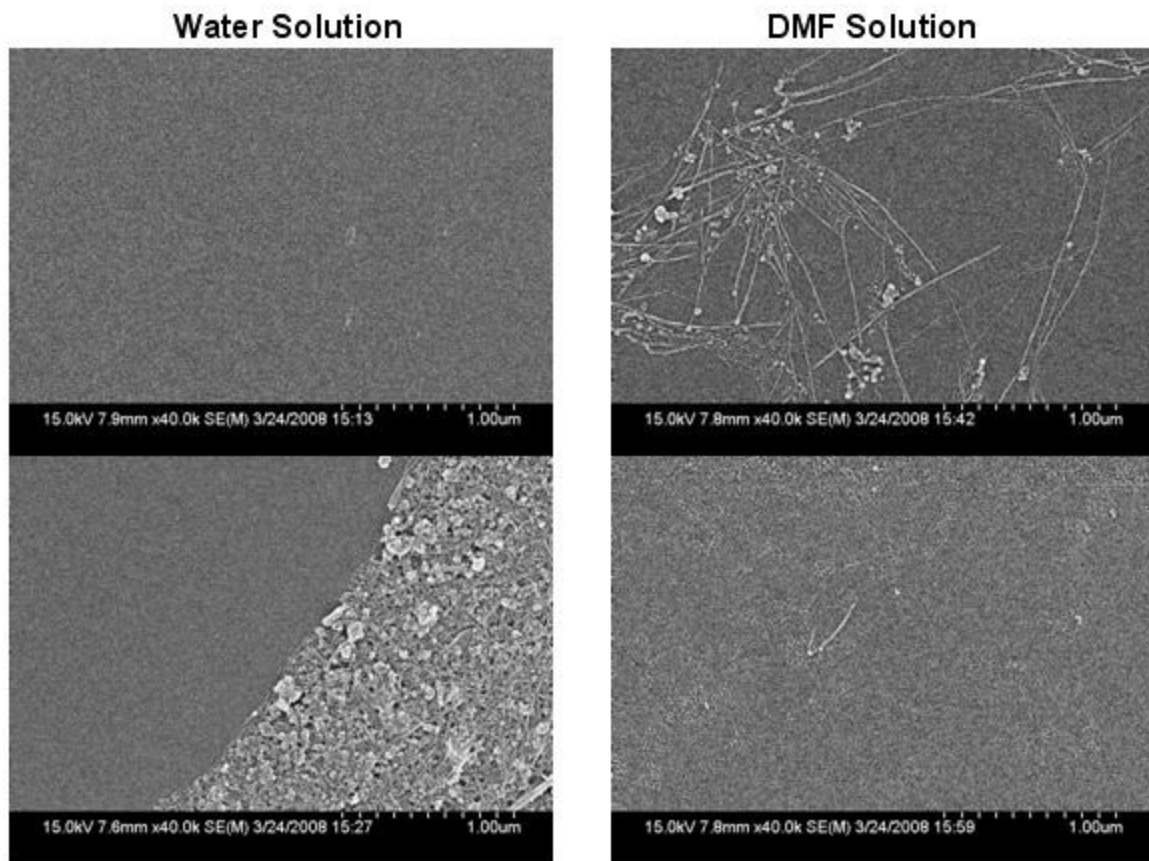 Water Solution
DMF Solution
15.0kV 7.9mm x40.0k SE(M) 3/24/2008 15:13 1.00um
15.0kV 7.8mm x40.0k SE(M) 3/24/2008 15:42 1.00um
15.0kV 7.6mm x40.0k SE(M) 3/24/2008 15:27 1.00um
15.0kV 7.8mm x40.0k SE(M) 3/24/2008 15:59 1.00um